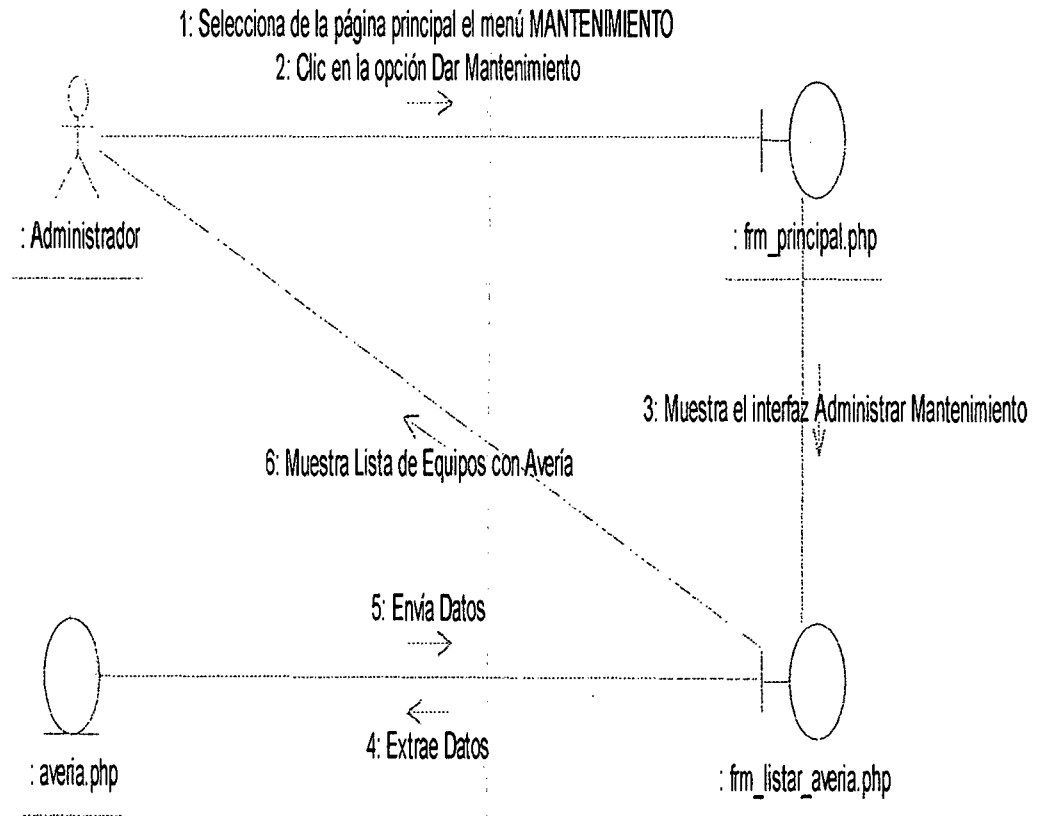 1: Selecciona de la página principal el menú MANTENIMIENTO
2: Clic en la opción Dar Mantenimiento
: Administrador
: frm_principal.php
3: Muestra el interfaz Administrar Mantenimiento
6: Muestra Lista de Equipos con Avería
5: Envía Datos
4: Extrae Datos
: averia.php
: frm_listar_averia.php